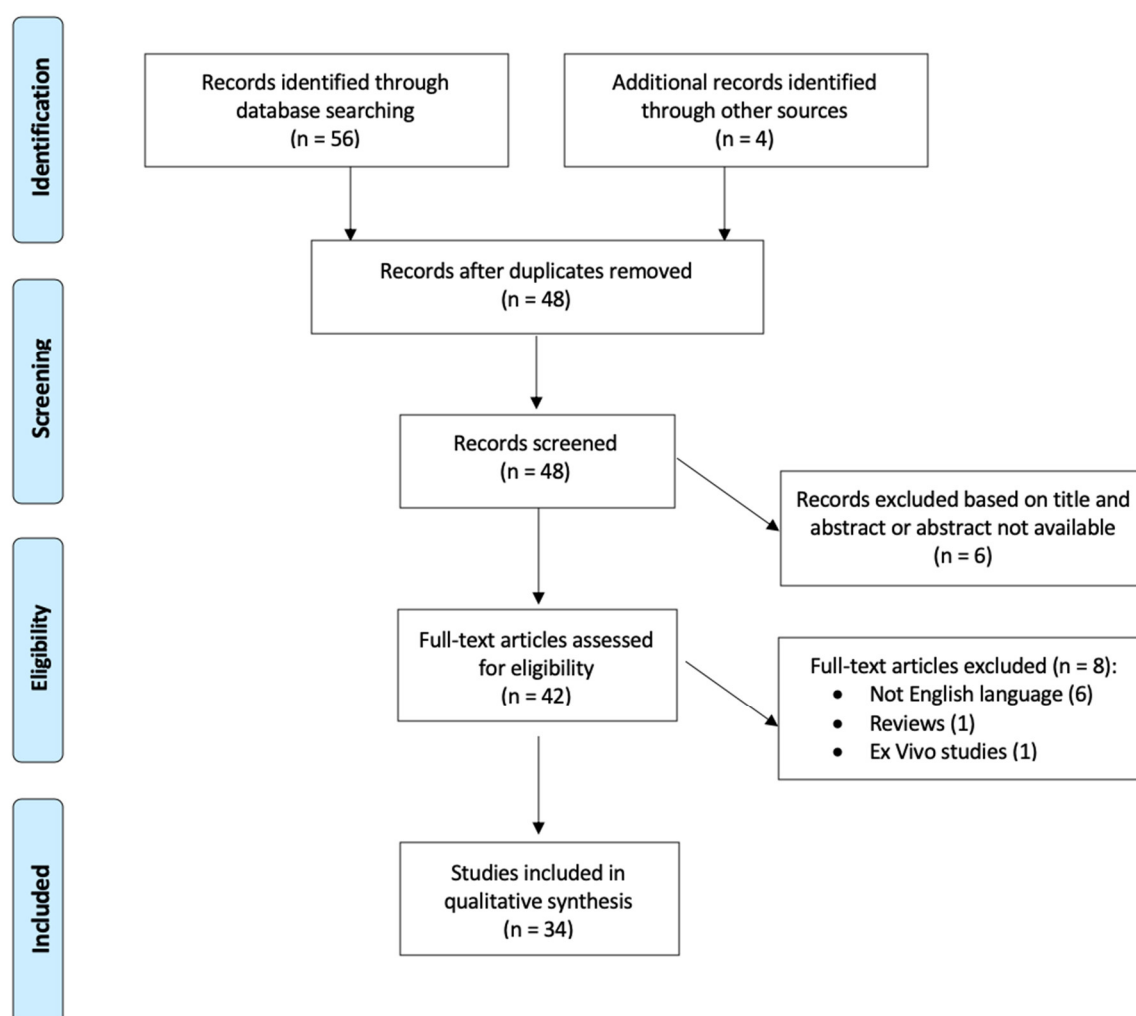 Identification
Records identified through
database searching
(n = 56)
Additional records identified
through other sources
(n = 4)
Records after duplicates removed
(n = 48)
Screening
Records screened
(n = 48)
Records excluded based on title and
abstract or abstract not available
(n = 6)
Eligibility
Full-text articles assessed
for eligibility
(n = 42)
Full-text articles excluded (n = 8):
• Not English language (6)
• Reviews (1)
• Ex Vivo studies (1)
Included
Studies included in
qualitative synthesis
(n = 34)